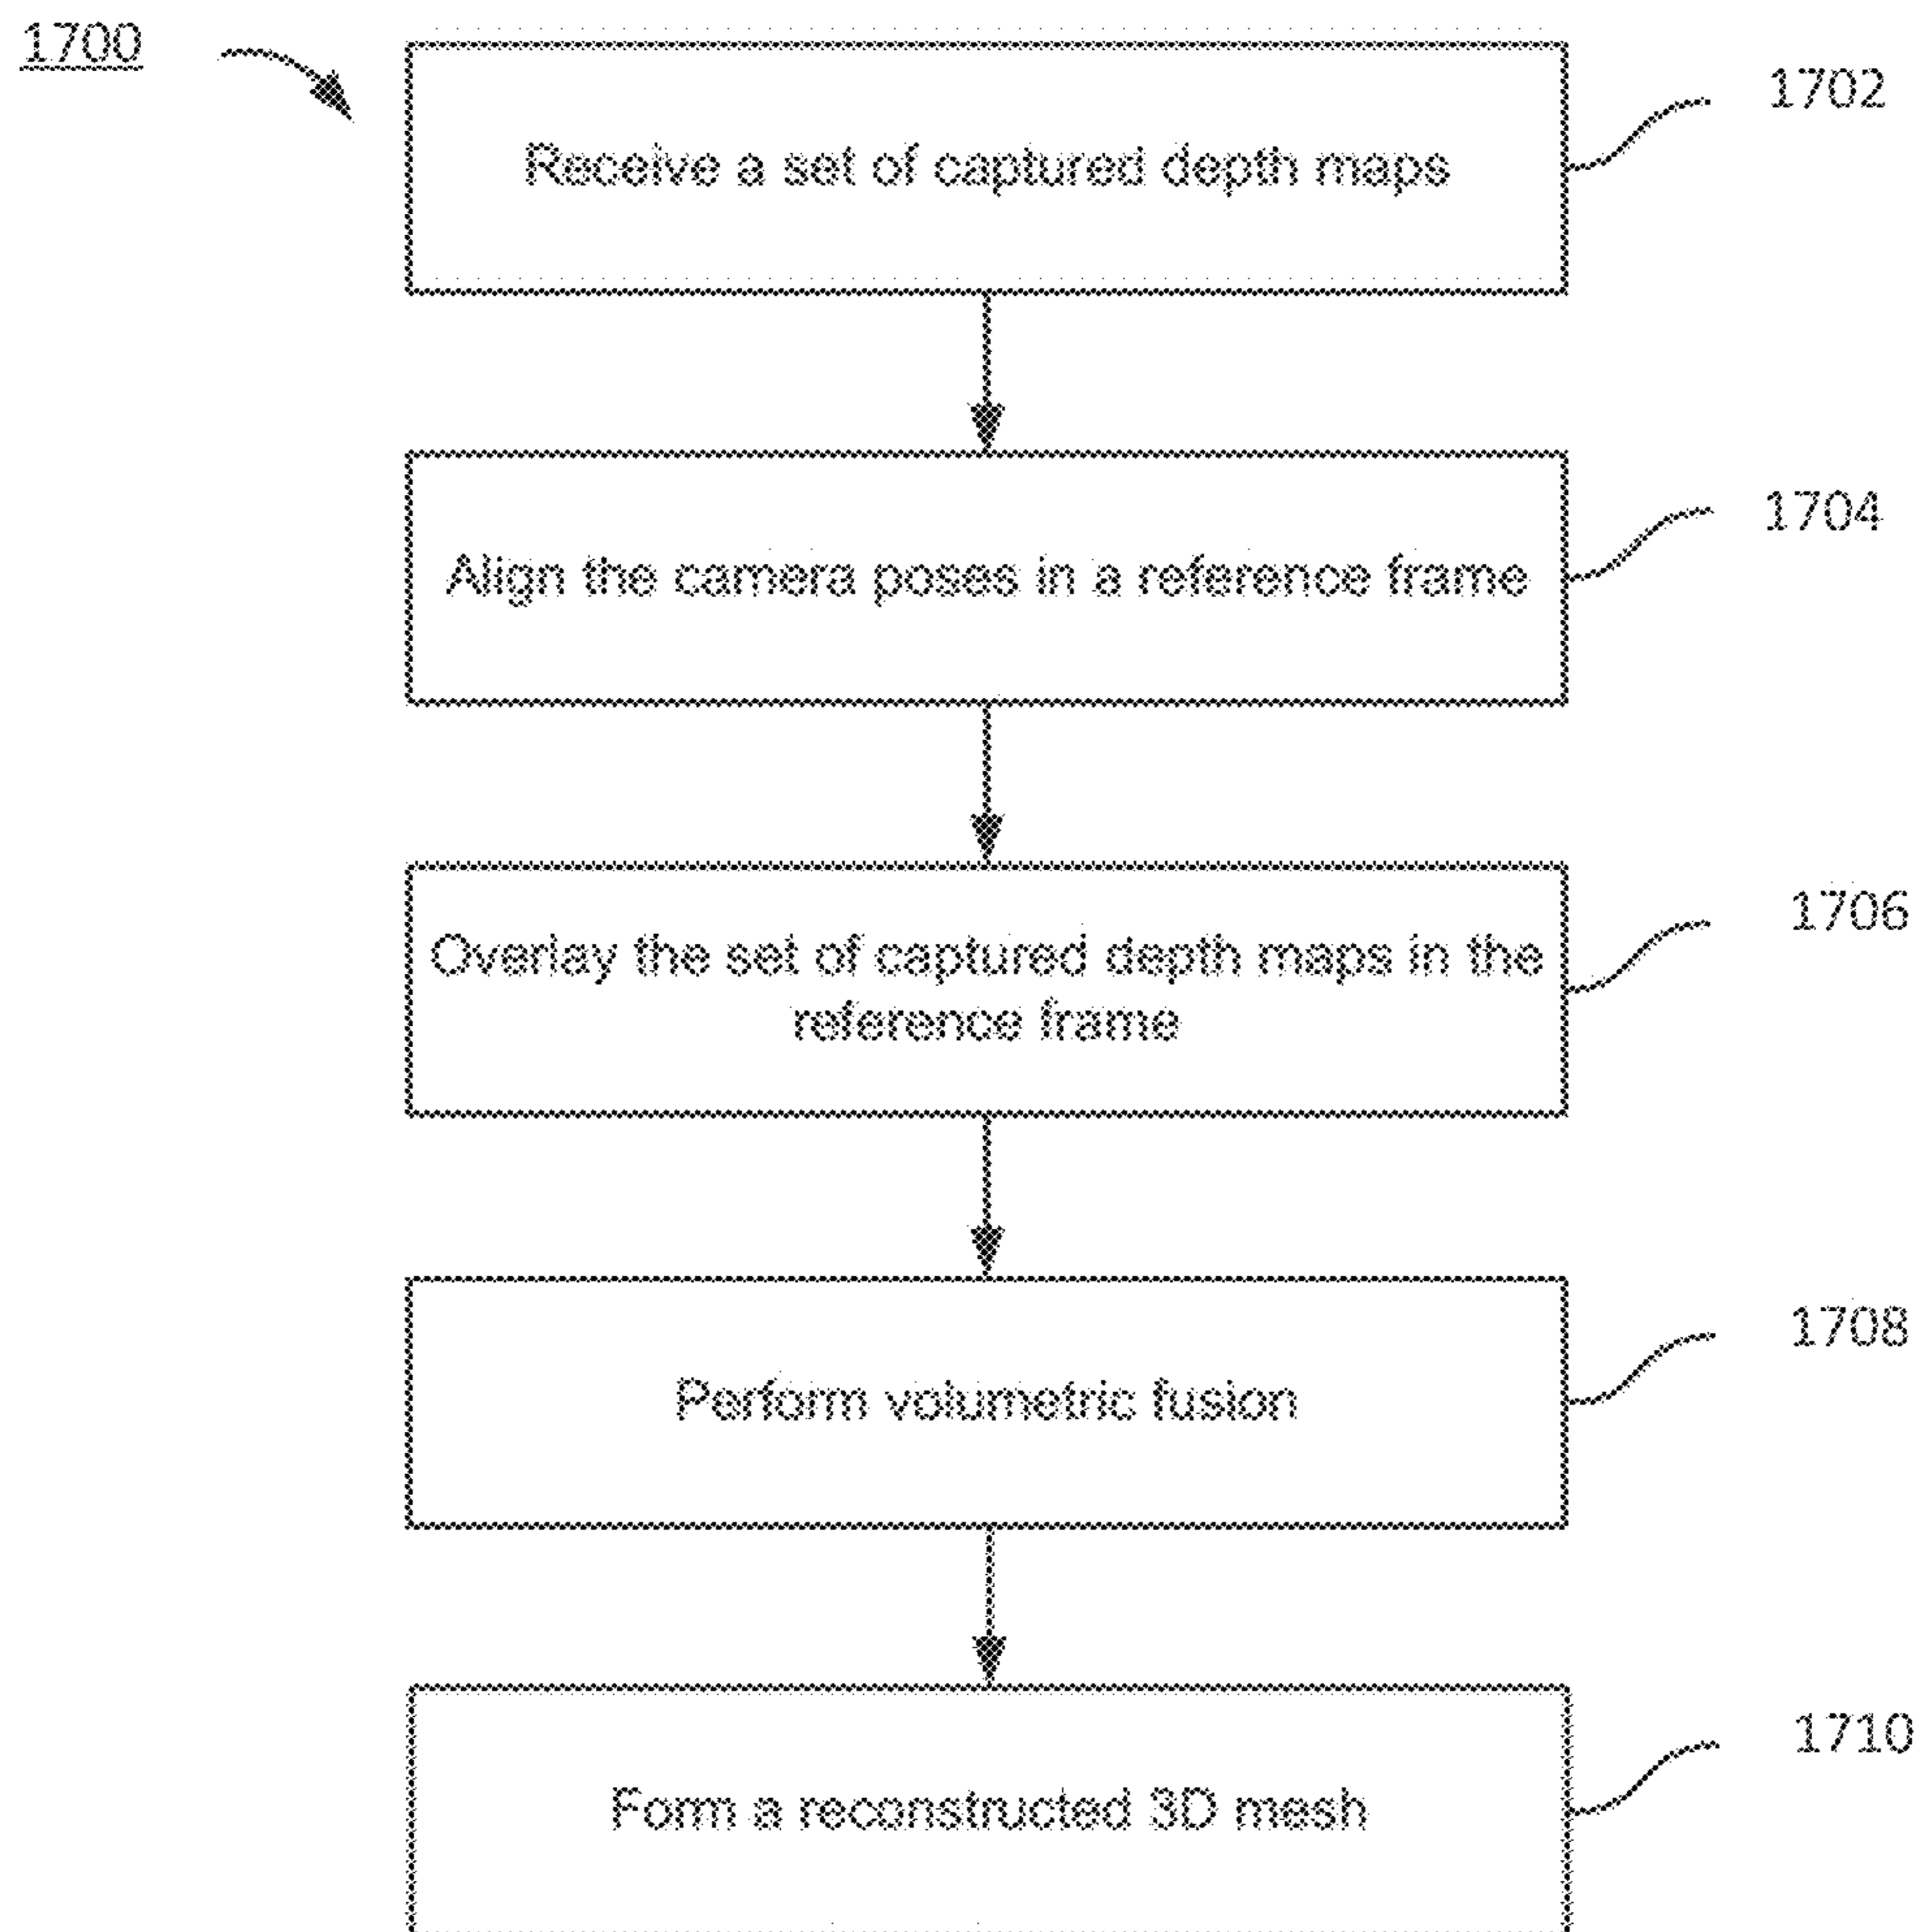 1700
1702
Receive a set of captured depth maps
1704
Align the camera poses in a reference frame
1706
Overlay the set of captured depth maps in the
reference frame
1708
Perform volumetric fusion
1710
Form a reconstructed 3D mesh